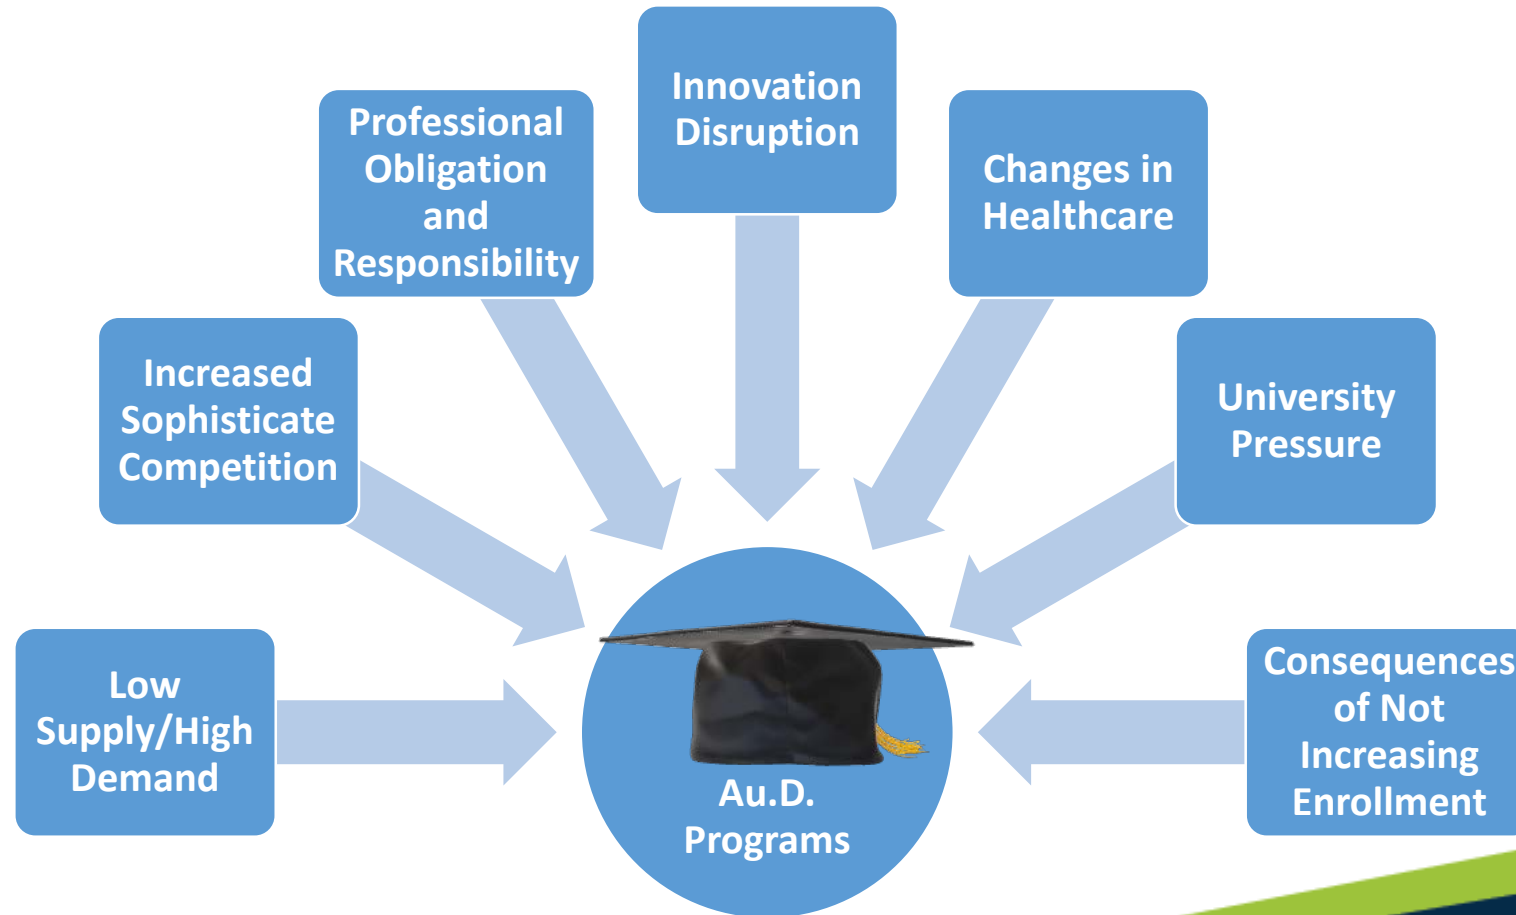 Innovation
Disruption
Professional
Obligation
and
Responsibility
Changes in
Healthcare
Increased
Sophisticate
Competition
University
Pressure
Low
Supply/High
Demand
Consequences
of Not
Increasing
Enrollment
Au.D.
Programs